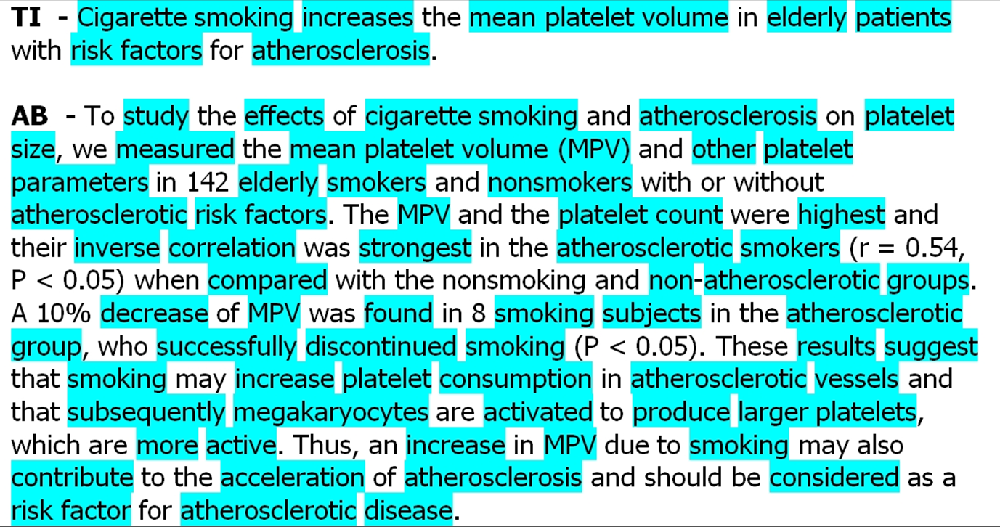 TI - Cigarette smoking increases the mean platelet volume in elderly patients
with risk factors for atherosclerosis.
AB - To study the effects of cigarette smoking and atherosclerosis on platelet
size, we measured the mean platelet volume (MPV) and other platelet
parameters in 142 elderly smokers and nonsmokers with or without
atherosclerotic risk factors. The MPV and the platelet count were highest and
their inverse correlation was strongest in the atherosclerotic smokers (r = 0.54,
P < 0.05) when compared with the nonsmoking and non-atherosclerotic groups.
A 10% decrease of MPV was found in 8 smoking subjects in the atherosclerotic
group, who successfully discontinued smoking (P < 0.05). These results suggest
that smoking may increase platelet consumption in atherosclerotic vessels and
that subsequently megakaryocytes are activated to produce larger platelets,
which are more active. Thus, an increase in MPV due to smoking may also
contribute to the acceleration of atherosclerosis and should be considered as a
risk factor for atherosclerotic disease.